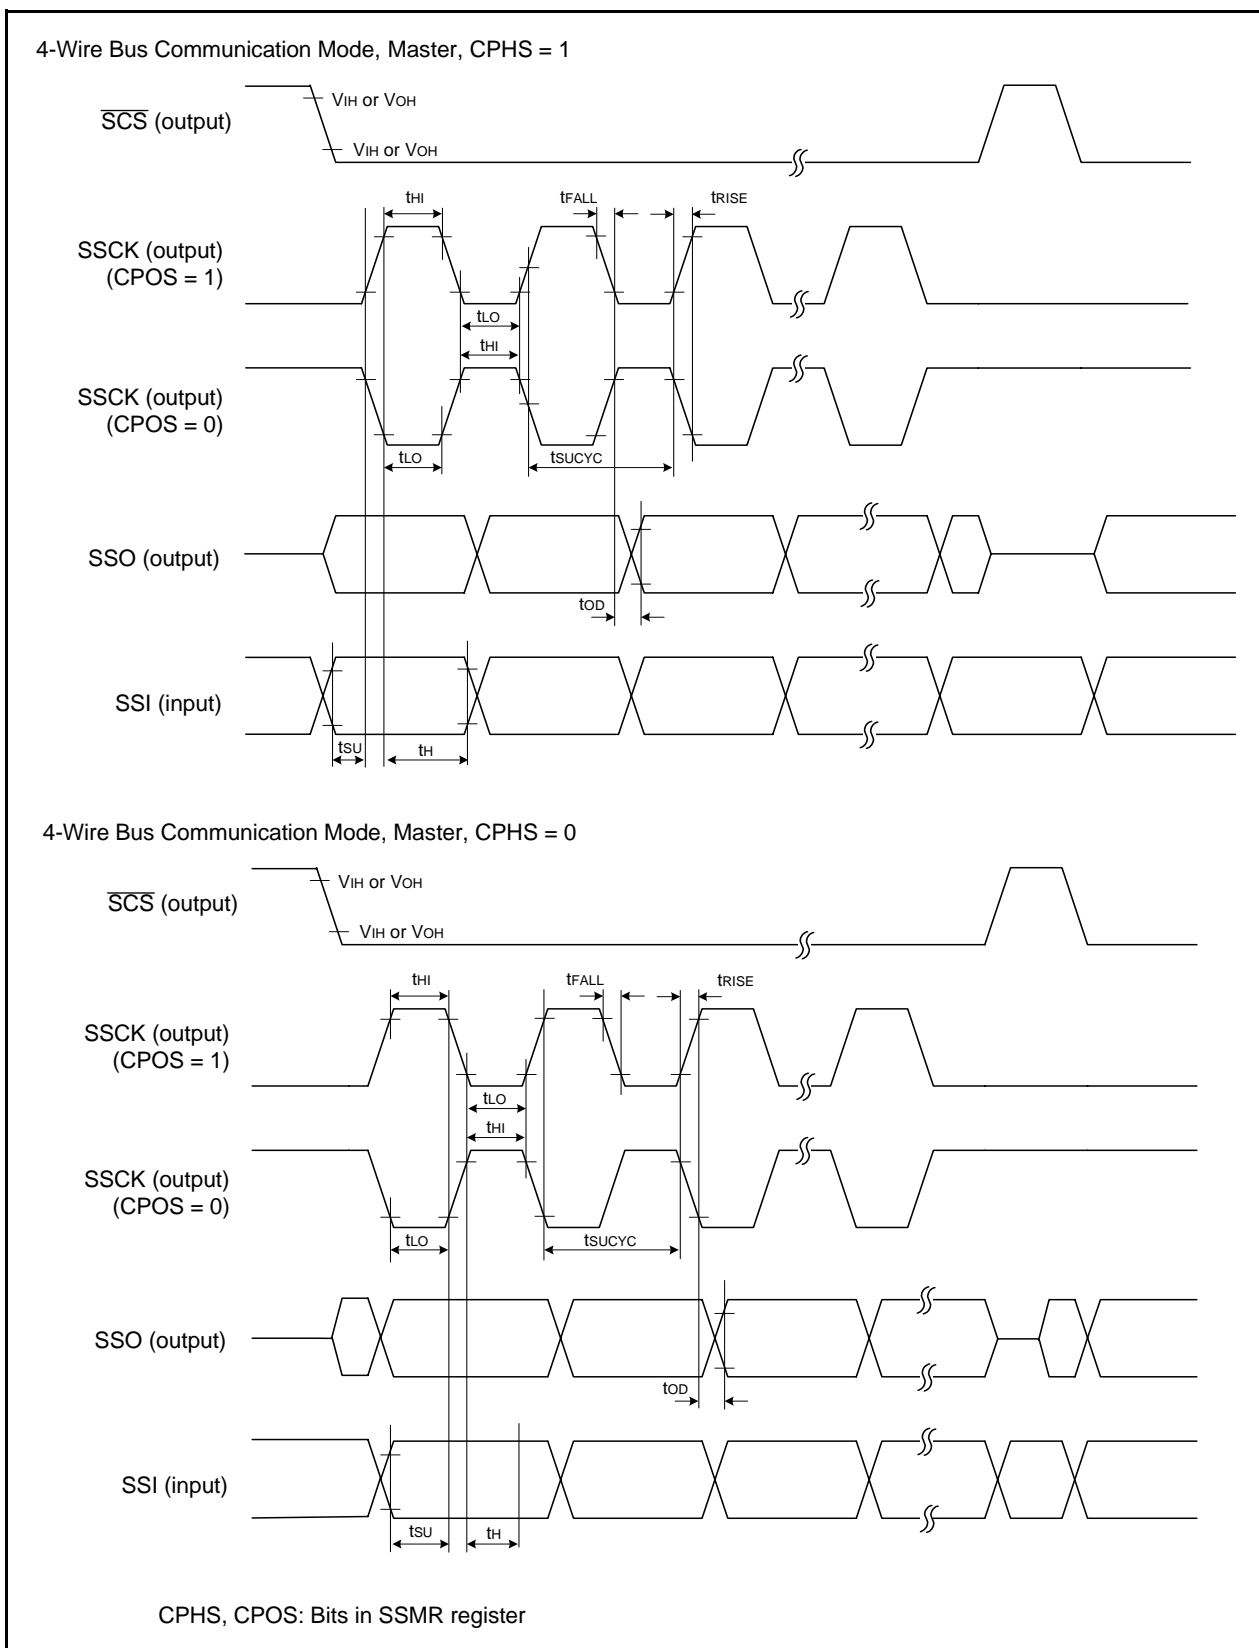 4-Wire Bus Communication Mode, Master, CPHS = 1
VIH or VOH
SCS (output)
VIH or VOH
tHI
tFALL
tRISE
SSCK (output)
(CPOS = 1)
tLO
tHI
SSCK (output)
(CPOS = 0)
tLO
tSUCYC
SSO (output)
tOD
SSI (input)
tSU
tH
4-Wire Bus Communication Mode, Master, CPHS = 0
VIH or VOH
SCS (output)
VIH or VOH
tHI
tFALL
tRISE
SSCK (output)
(CPOS = 1)
tLO
tHI
SSCK (output)
(CPOS = 0)
tLO
tSUCYC
SSO (output)
tOD
SSI (input)
tSU
tH
CPHS, CPOS: Bits in SSMR register